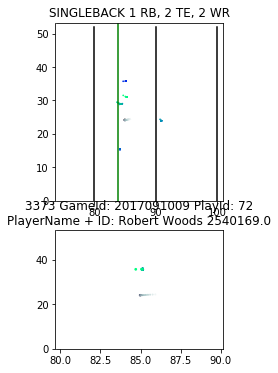 SINGLEBACK 1 RB, 2 TE, 2 WR
50
40
30
20
10
0
80 90 100
3373 GameId: 2017091009 PlayId: 72
PlayerName + ID: Robert Woods 2540169.0
40
20
0
80.0 82.5 85.0 87.5 90.0